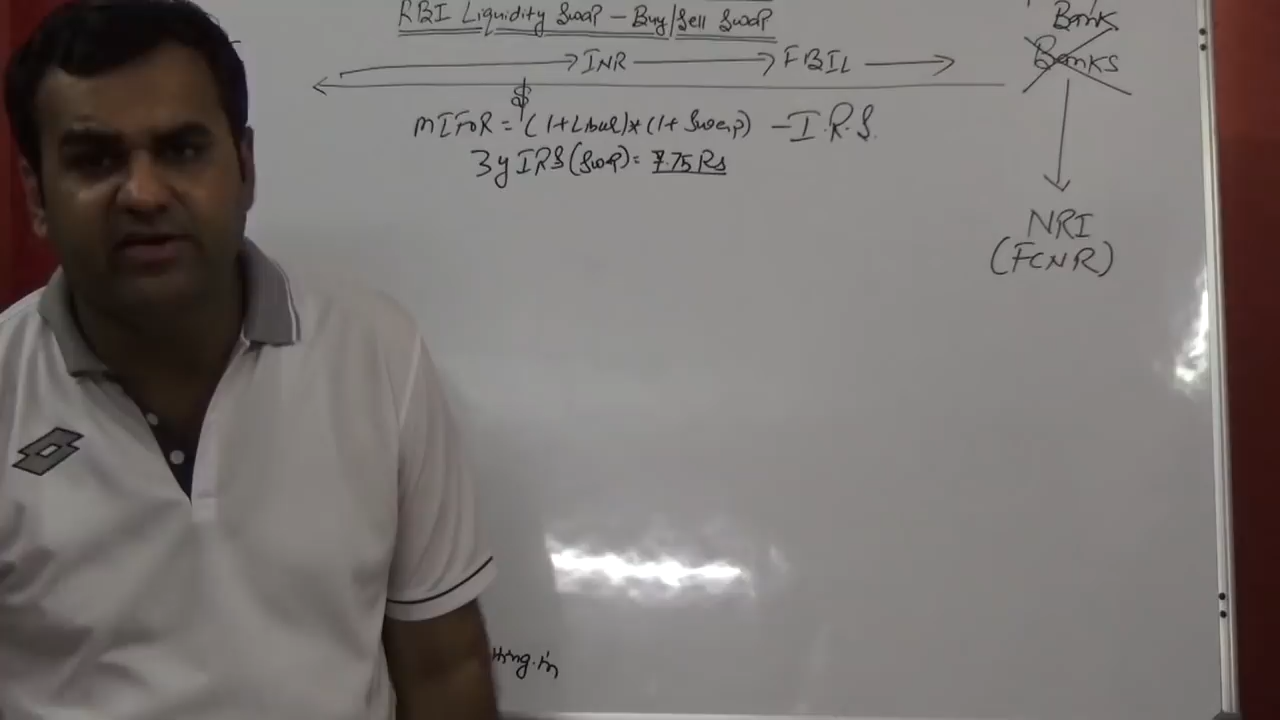 RBI Liquidity Swap - Buy/Sell Swap
→ INR → FBIL →
$
MIFOR = (1+Libor)*(1+Swap) - I.R.S.
3y IRS (Swap) = 7.75 Rs
Bank
Banks
NRI
(FCNR)